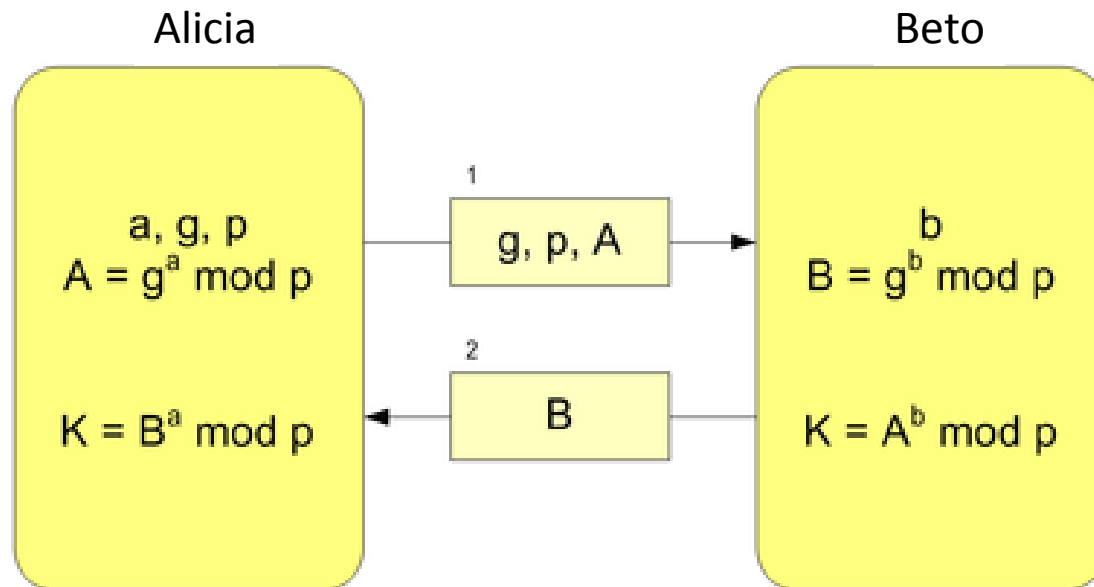 Alicia
Beto
a, g, p
A = g^a mod p
K = B^a mod p
1
g, p, A
2
B
b
B = g^b mod p
K = A^b mod p